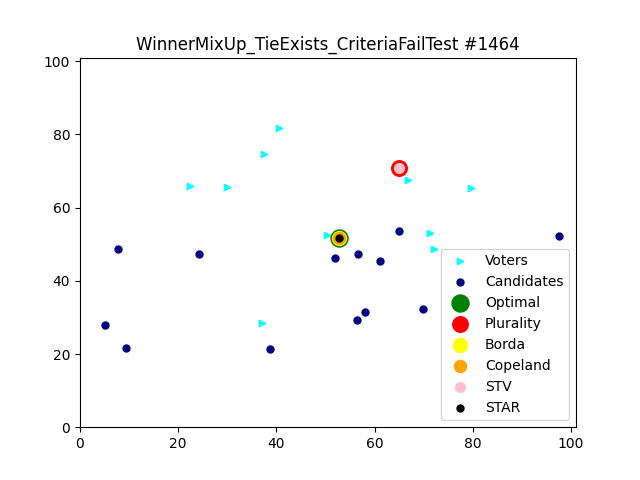 WinnerMixUp_TieExists_CriteriaFailTest #1464
100
80
60
40
20
0
0 20 40 60 80 100
Voters
Candidates
Optimal
Plurality
Borda
Copeland
STV
STAR